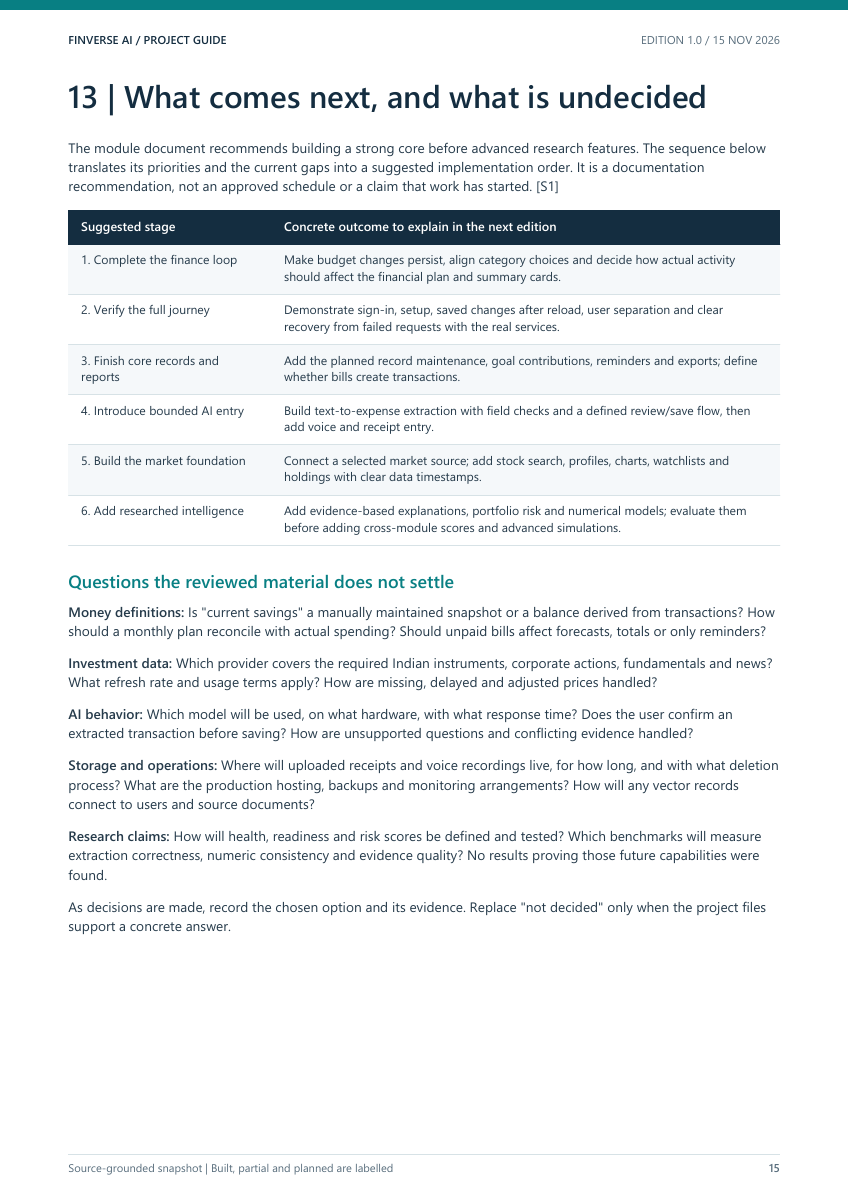 FINVERSE AI / PROJECT GUIDE
EDITION 1.0 / 15 NOV 2026
13 | What comes next, and what is undecided
The module document recommends building a strong core before advanced research features. The sequence below
translates its priorities and the current gaps into a suggested implementation order. It is a documentation
recommendation, not an approved schedule or a claim that work has started. [S1]
Suggested stage
Concrete outcome to explain in the next edition
1. Complete the finance loop
Make budget changes persist, align category choices and decide how actual activity
should affect the financial plan and summary cards.
2. Verify the full journey
Demonstrate sign-in, setup, saved changes after reload, user separation and clear
recovery from failed requests with the real services.
3. Finish core records and
reports
Add the planned record maintenance, goal contributions, reminders and exports; define
whether bills create transactions.
4. Introduce bounded AI entry
Build text-to-expense extraction with field checks and a defined review/save flow, then
add voice and receipt entry.
5. Build the market foundation
Connect a selected market source; add stock search, profiles, charts, watchlists and
holdings with clear data timestamps.
6. Add researched intelligence
Add evidence-based explanations, portfolio risk and numerical models; evaluate them
before adding cross-module scores and advanced simulations.
Questions the reviewed material does not settle
Money definitions: Is "current savings" a manually maintained snapshot or a balance derived from transactions? How
should a monthly plan reconcile with actual spending? Should unpaid bills affect forecasts, totals or only reminders?
Investment data: Which provider covers the required Indian instruments, corporate actions, fundamentals and news?
What refresh rate and usage terms apply? How are missing, delayed and adjusted prices handled?
AI behavior: Which model will be used, on what hardware, with what response time? Does the user confirm an
extracted transaction before saving? How are unsupported questions and conflicting evidence handled?
Storage and operations: Where will uploaded receipts and voice recordings live, for how long, and with what deletion
process? What are the production hosting, backups and monitoring arrangements? How will any vector records
connect to users and source documents?
Research claims: How will health, readiness and risk scores be defined and tested? Which benchmarks will measure
extraction correctness, numeric consistency and evidence quality? No results proving those future capabilities were
found.
As decisions are made, record the chosen option and its evidence. Replace "not decided" only when the project files
support a concrete answer.
Source-grounded snapshot | Built, partial and planned are labelled
15